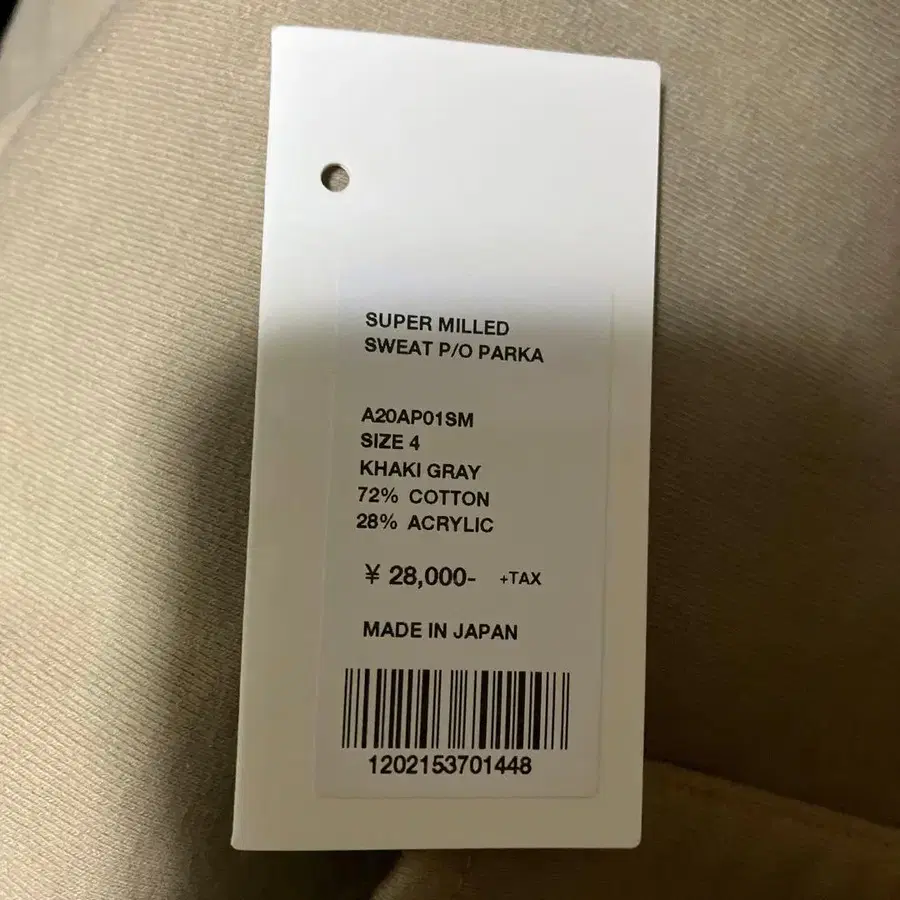 SUPER MILLED
SWEAT P/O PARKA
A20AP01SM
SIZE 4
KHAKI GRAY
72% COTTON
28% ACRYLIC
¥ 28,000- +TAX
MADE IN JAPAN
1202153701448